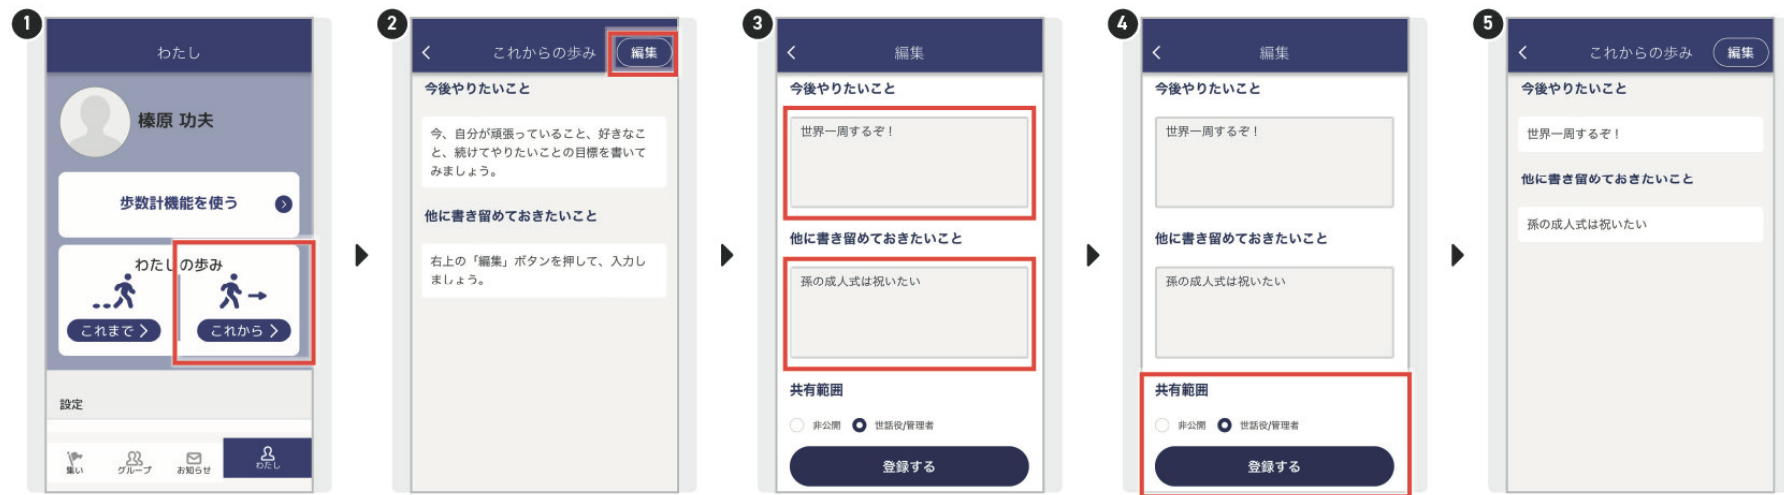 1
わたし
榛原 功夫
歩数計機能を使う
わたしの歩み
これまで
これから
設定
集い
グループ
お知らせ
わたし
2
これからの歩み
編集
今後やりたいこと
今、自分が頑張っていること、好きなこ
と、続けてやりたいことの目標を書いて
みましょう。
他に書き留めておきたいこと
右上の「編集」ボタンを押して、入力し
ましょう。
3
編集
今後やりたいこと
世界一周するぞ！
他に書き留めておきたいこと
孫の成人式は祝いたい
共有範囲
非公開
世話役/管理者
登録する
4
編集
今後やりたいこと
世界一周するぞ！
他に書き留めておきたいこと
孫の成人式は祝いたい
共有範囲
非公開
世話役/管理者
登録する
5
これからの歩み
編集
今後やりたいこと
世界一周するぞ！
他に書き留めておきたいこと
孫の成人式は祝いたい